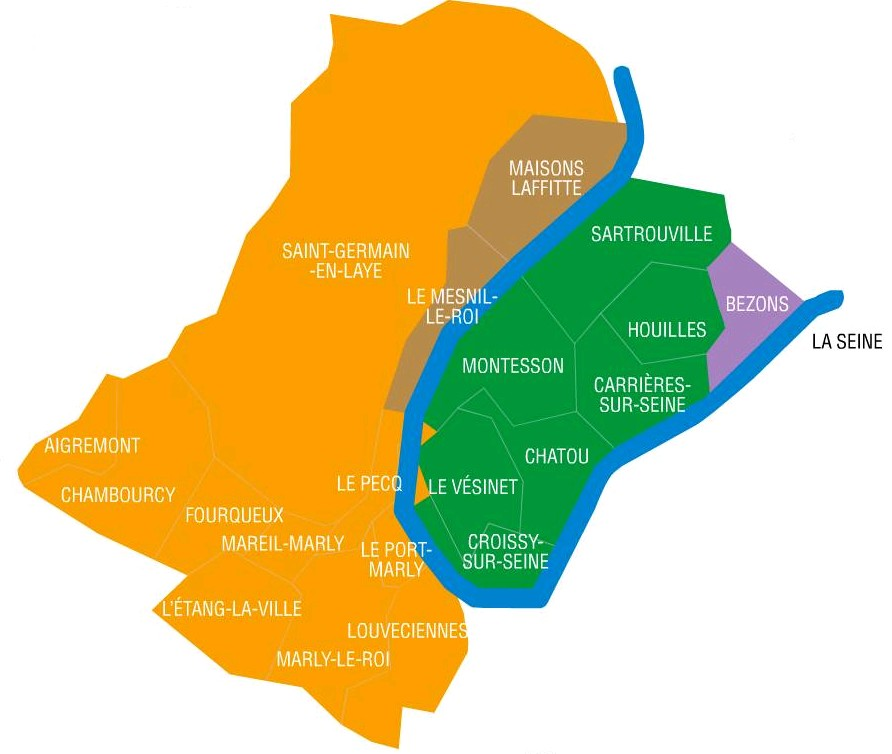 MAISONS
LAFFITTE
SARTROUVILLE
SAINT-GERMAIN
-EN-LAYE
LE MESNIL-
LE-ROI
BEZONS
HOUILLES
LA SEINE
MONTESSON
CARRIÈRES-
SUR-SEINE
AIGREMONT
CHATOU
CHAMBOURCY
LE PECQ
LE VÉSINET
FOURQUEUX
MAREIL-MARLY
LE PORT-
MARLY
CROISSY-
SUR-SEINE
L'ÉTANG-LA-VILLE
LOUVECIENNES
MARLY-LE-ROI